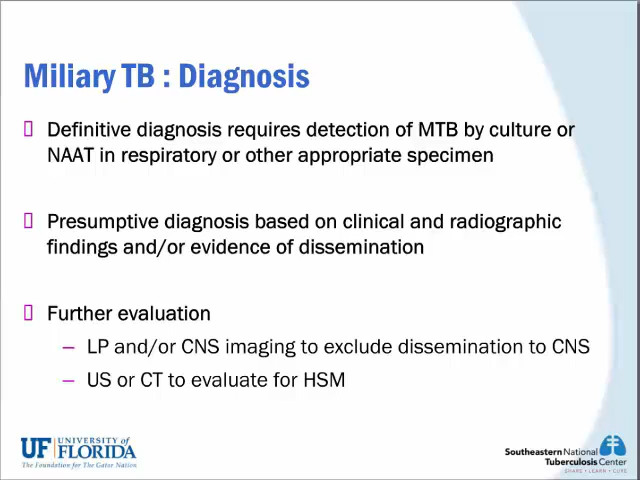 Miliary TB : Diagnosis
Definitive diagnosis requires detection of MTB by culture or
NAAT in respiratory or other appropriate specimen
Presumptive diagnosis based on clinical and radiographic
findings and/or evidence of dissemination
Further evaluation
– LP and/or CNS imaging to exclude dissemination to CNS
– US or CT to evaluate for HSM
UF UNIVERSITY of
FLORIDA
The Foundation for The Gator Nation
Southeastern National
Tuberculosis Center
SHARE • LEARN • CURE